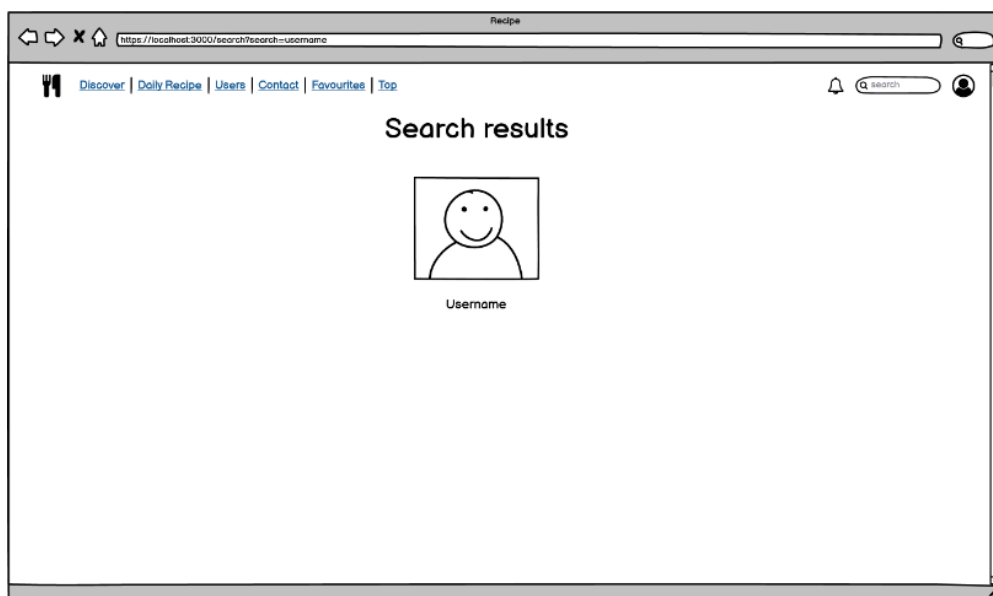 Recipe
https://localhost:3000/search?search=username
Discover | Daily Recipe | Users | Contact | Favourites | Top
search
Search results
Username